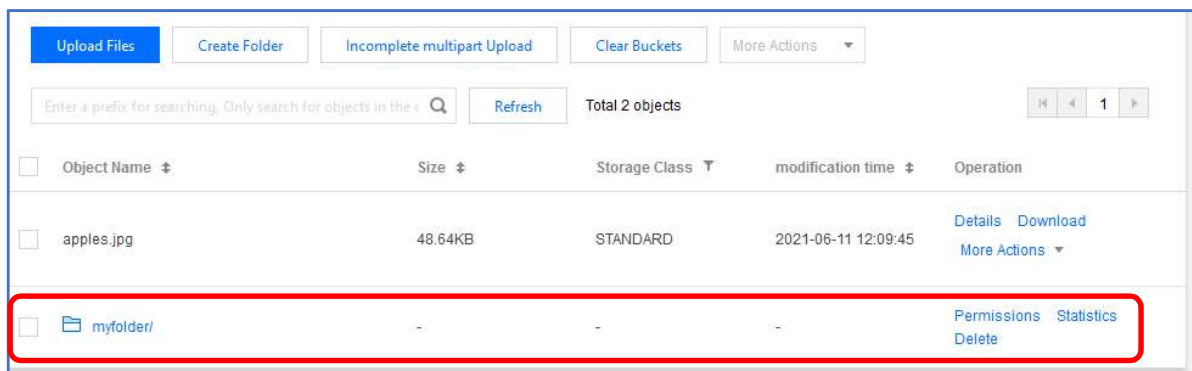 Upload Files Create Folder Incomplete multipart Upload Clear Buckets More Actions
Enter a prefix for searching, Only search for objects in the c Refresh Total 2 objects 1
Object Name Size Storage Class modification time Operation
apples.jpg 48.64KB STANDARD 2021-06-11 12:09:45 Details Download
More Actions
myfolder/ - - - Permissions Statistics
Delete